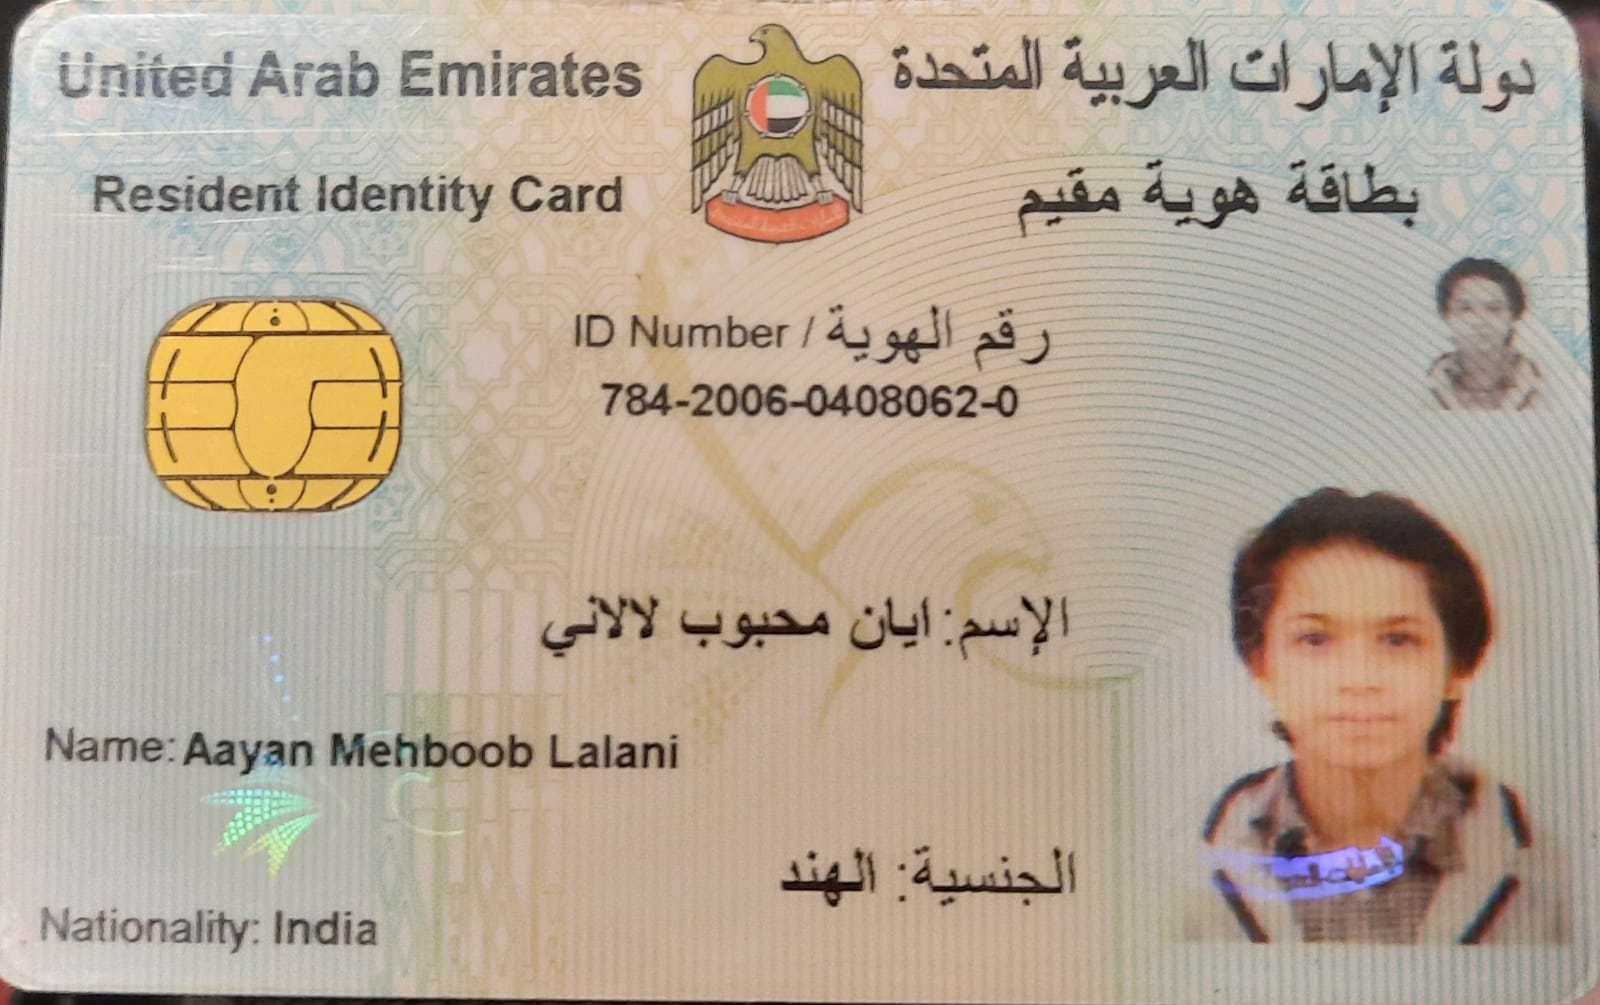 United Arab Emirates دولة الإمارات العربية المتحدة
Resident Identity Card بطاقة هوية مقيم
ID Number / رقم الهوية
784-2006-0408062-0
الإسم: ايان محبوب لالاني
Name: Aayan Mehboob Lalani
الجنسية: الهند
Nationality: India